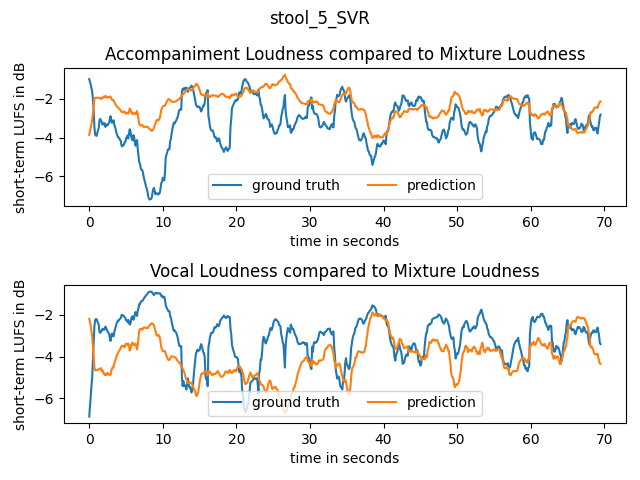 stool_5_SVR
Accompaniment Loudness compared to Mixture Loudness
short-term LUFS in dB
−2
−4
−6
ground truth
prediction
0 10 20 30 40 50 60 70
time in seconds
Vocal Loudness compared to Mixture Loudness
short-term LUFS in dB
−2
−4
−6
ground truth
prediction
0 10 20 30 40 50 60 70
time in seconds